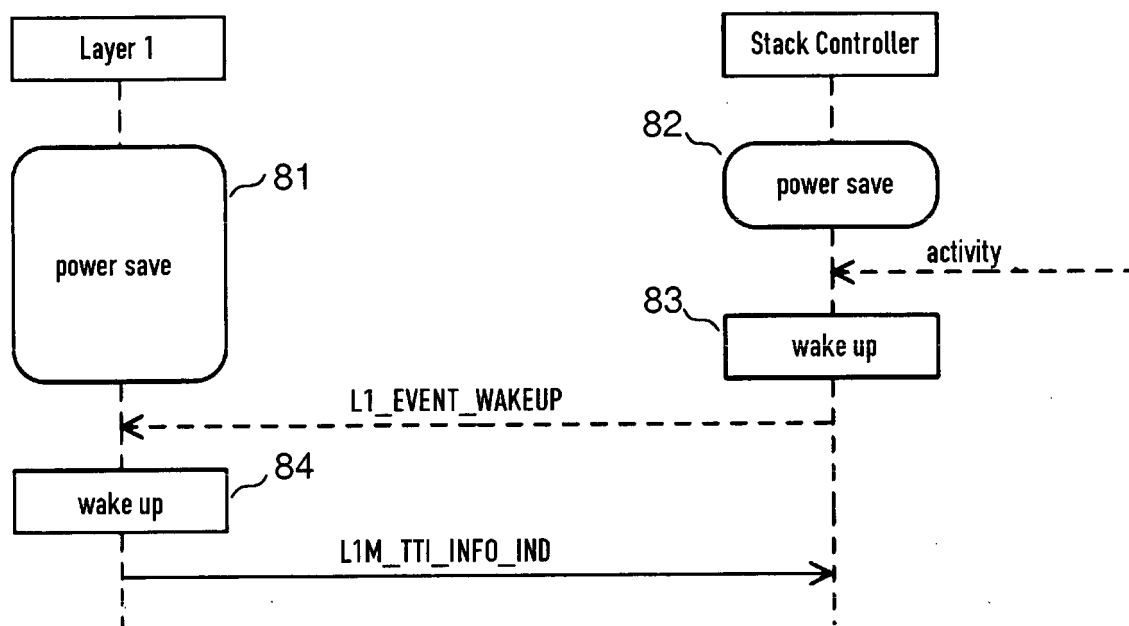 Layer 1
Stack Controller
82
81
power save
power save
activity
83
wake up
L1_EVENT_WAKEUP
84
wake up
L1M_TTI_INFO_IND